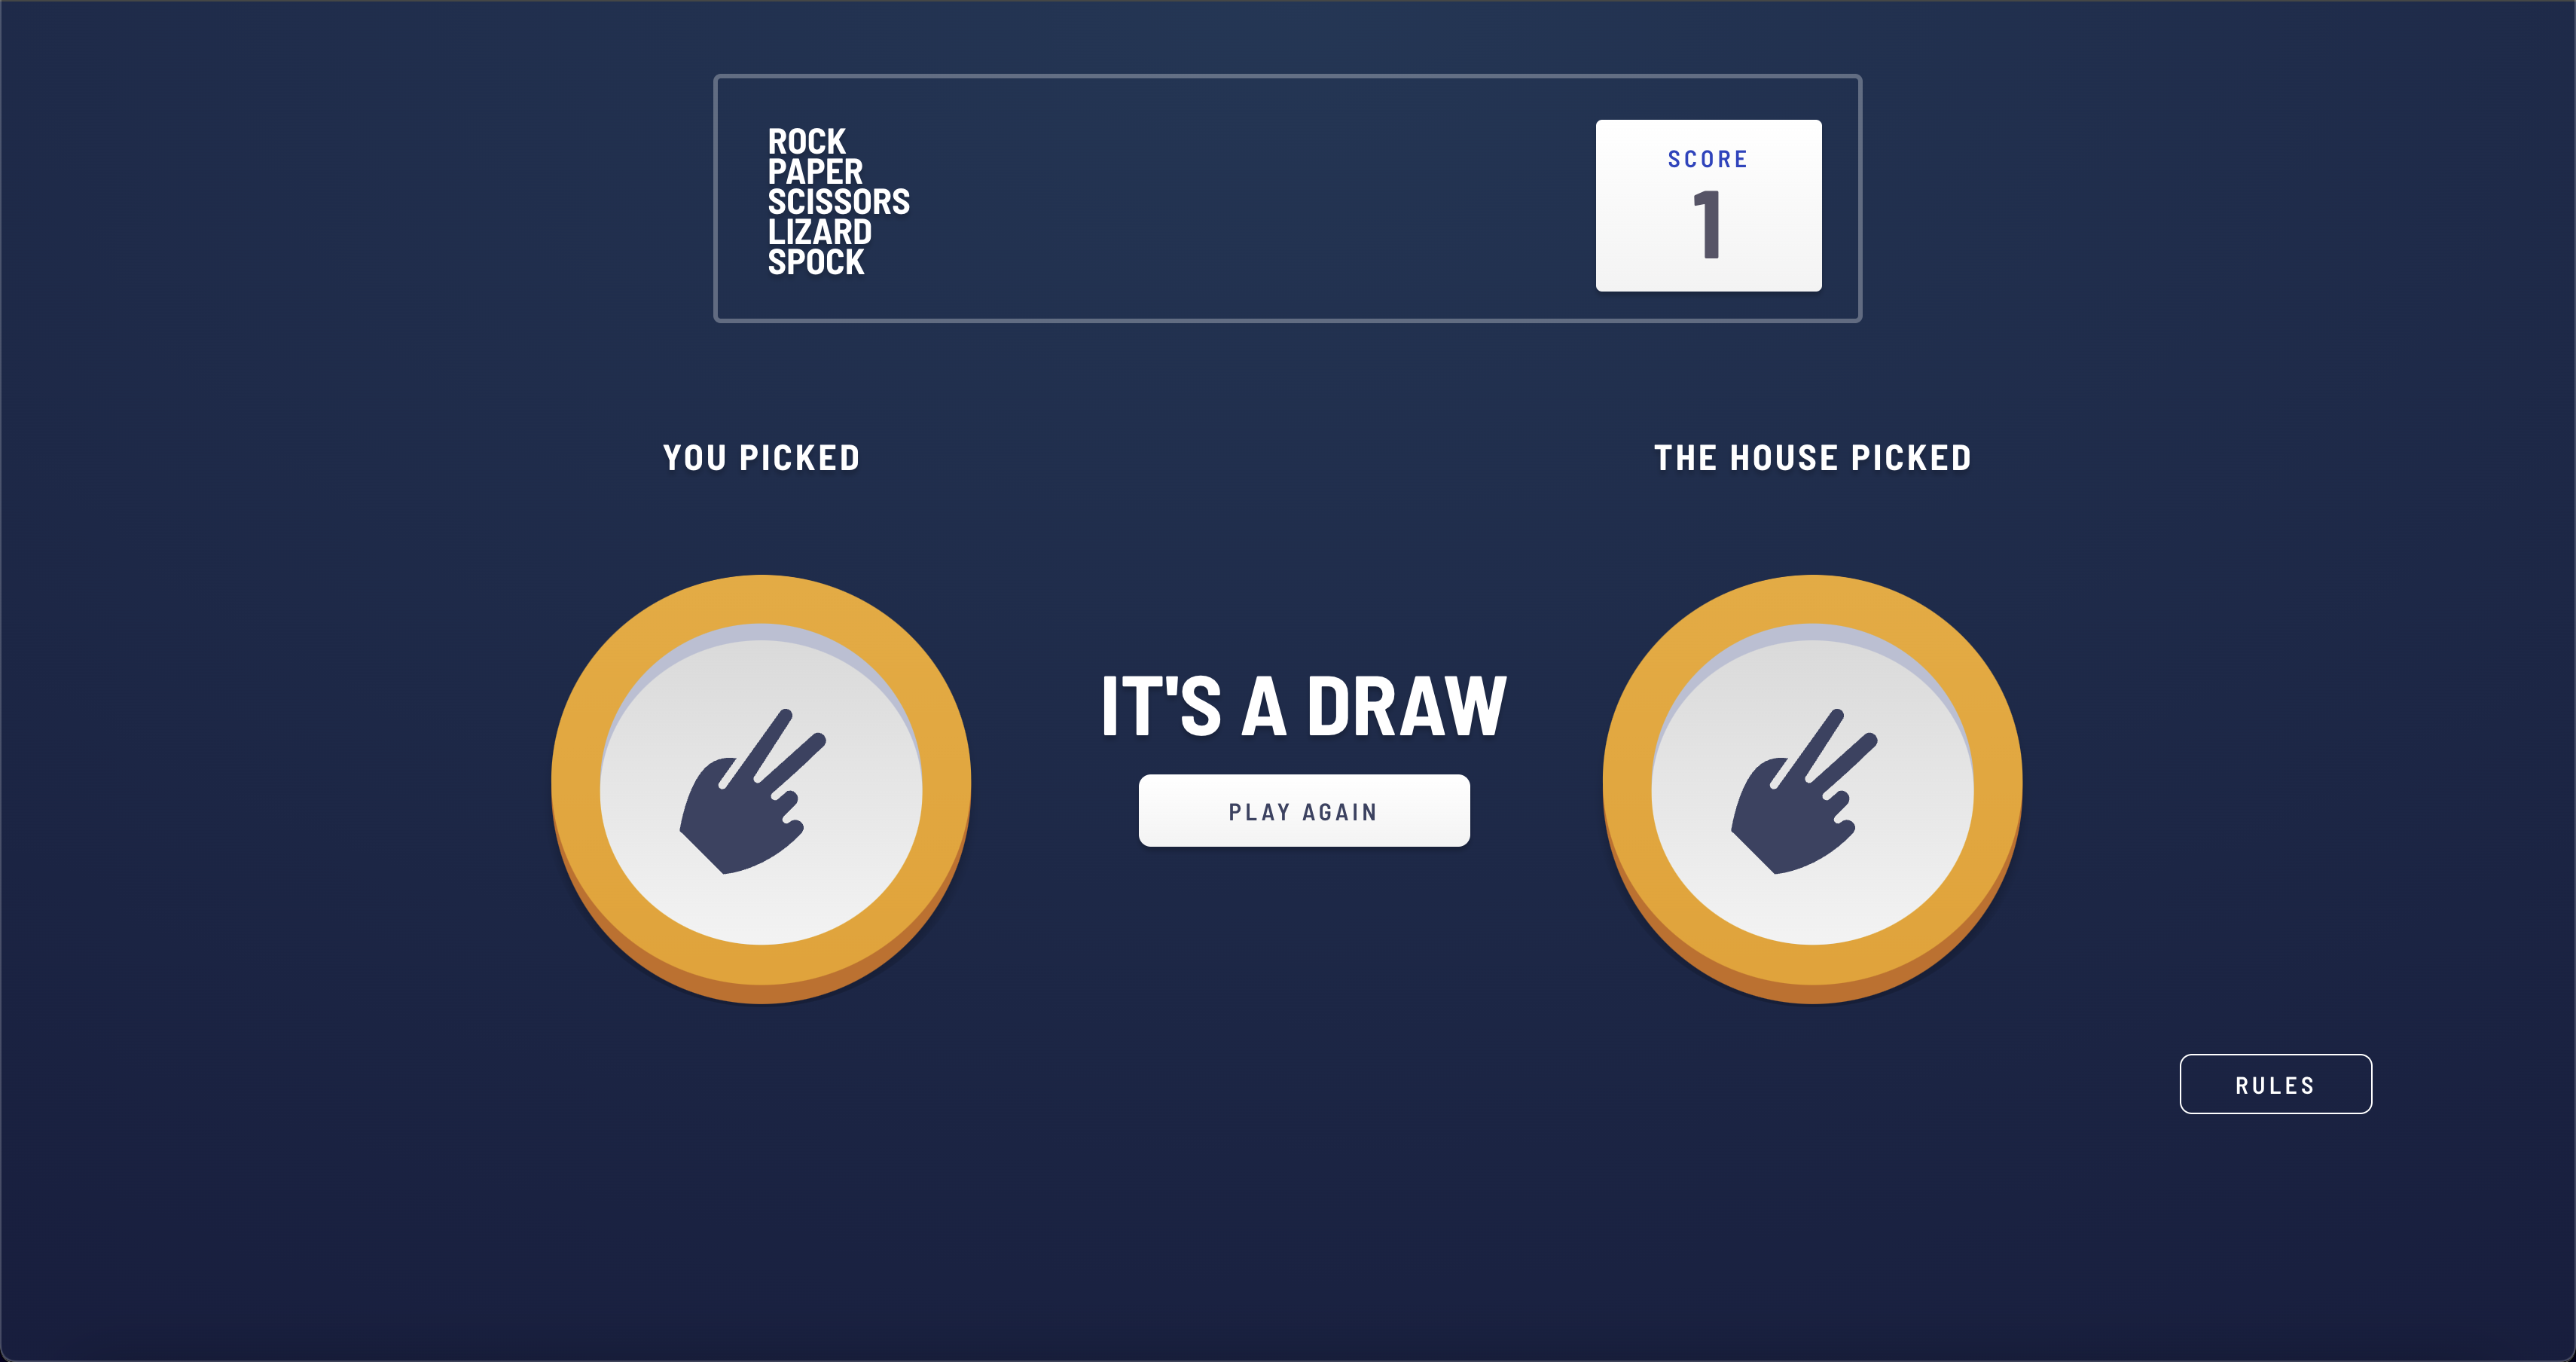 ROCK
PAPER
SCISSORS
LIZARD
SPOCK
SCORE
1
YOU PICKED
THE HOUSE PICKED
IT'S A DRAW
PLAY AGAIN
RULES